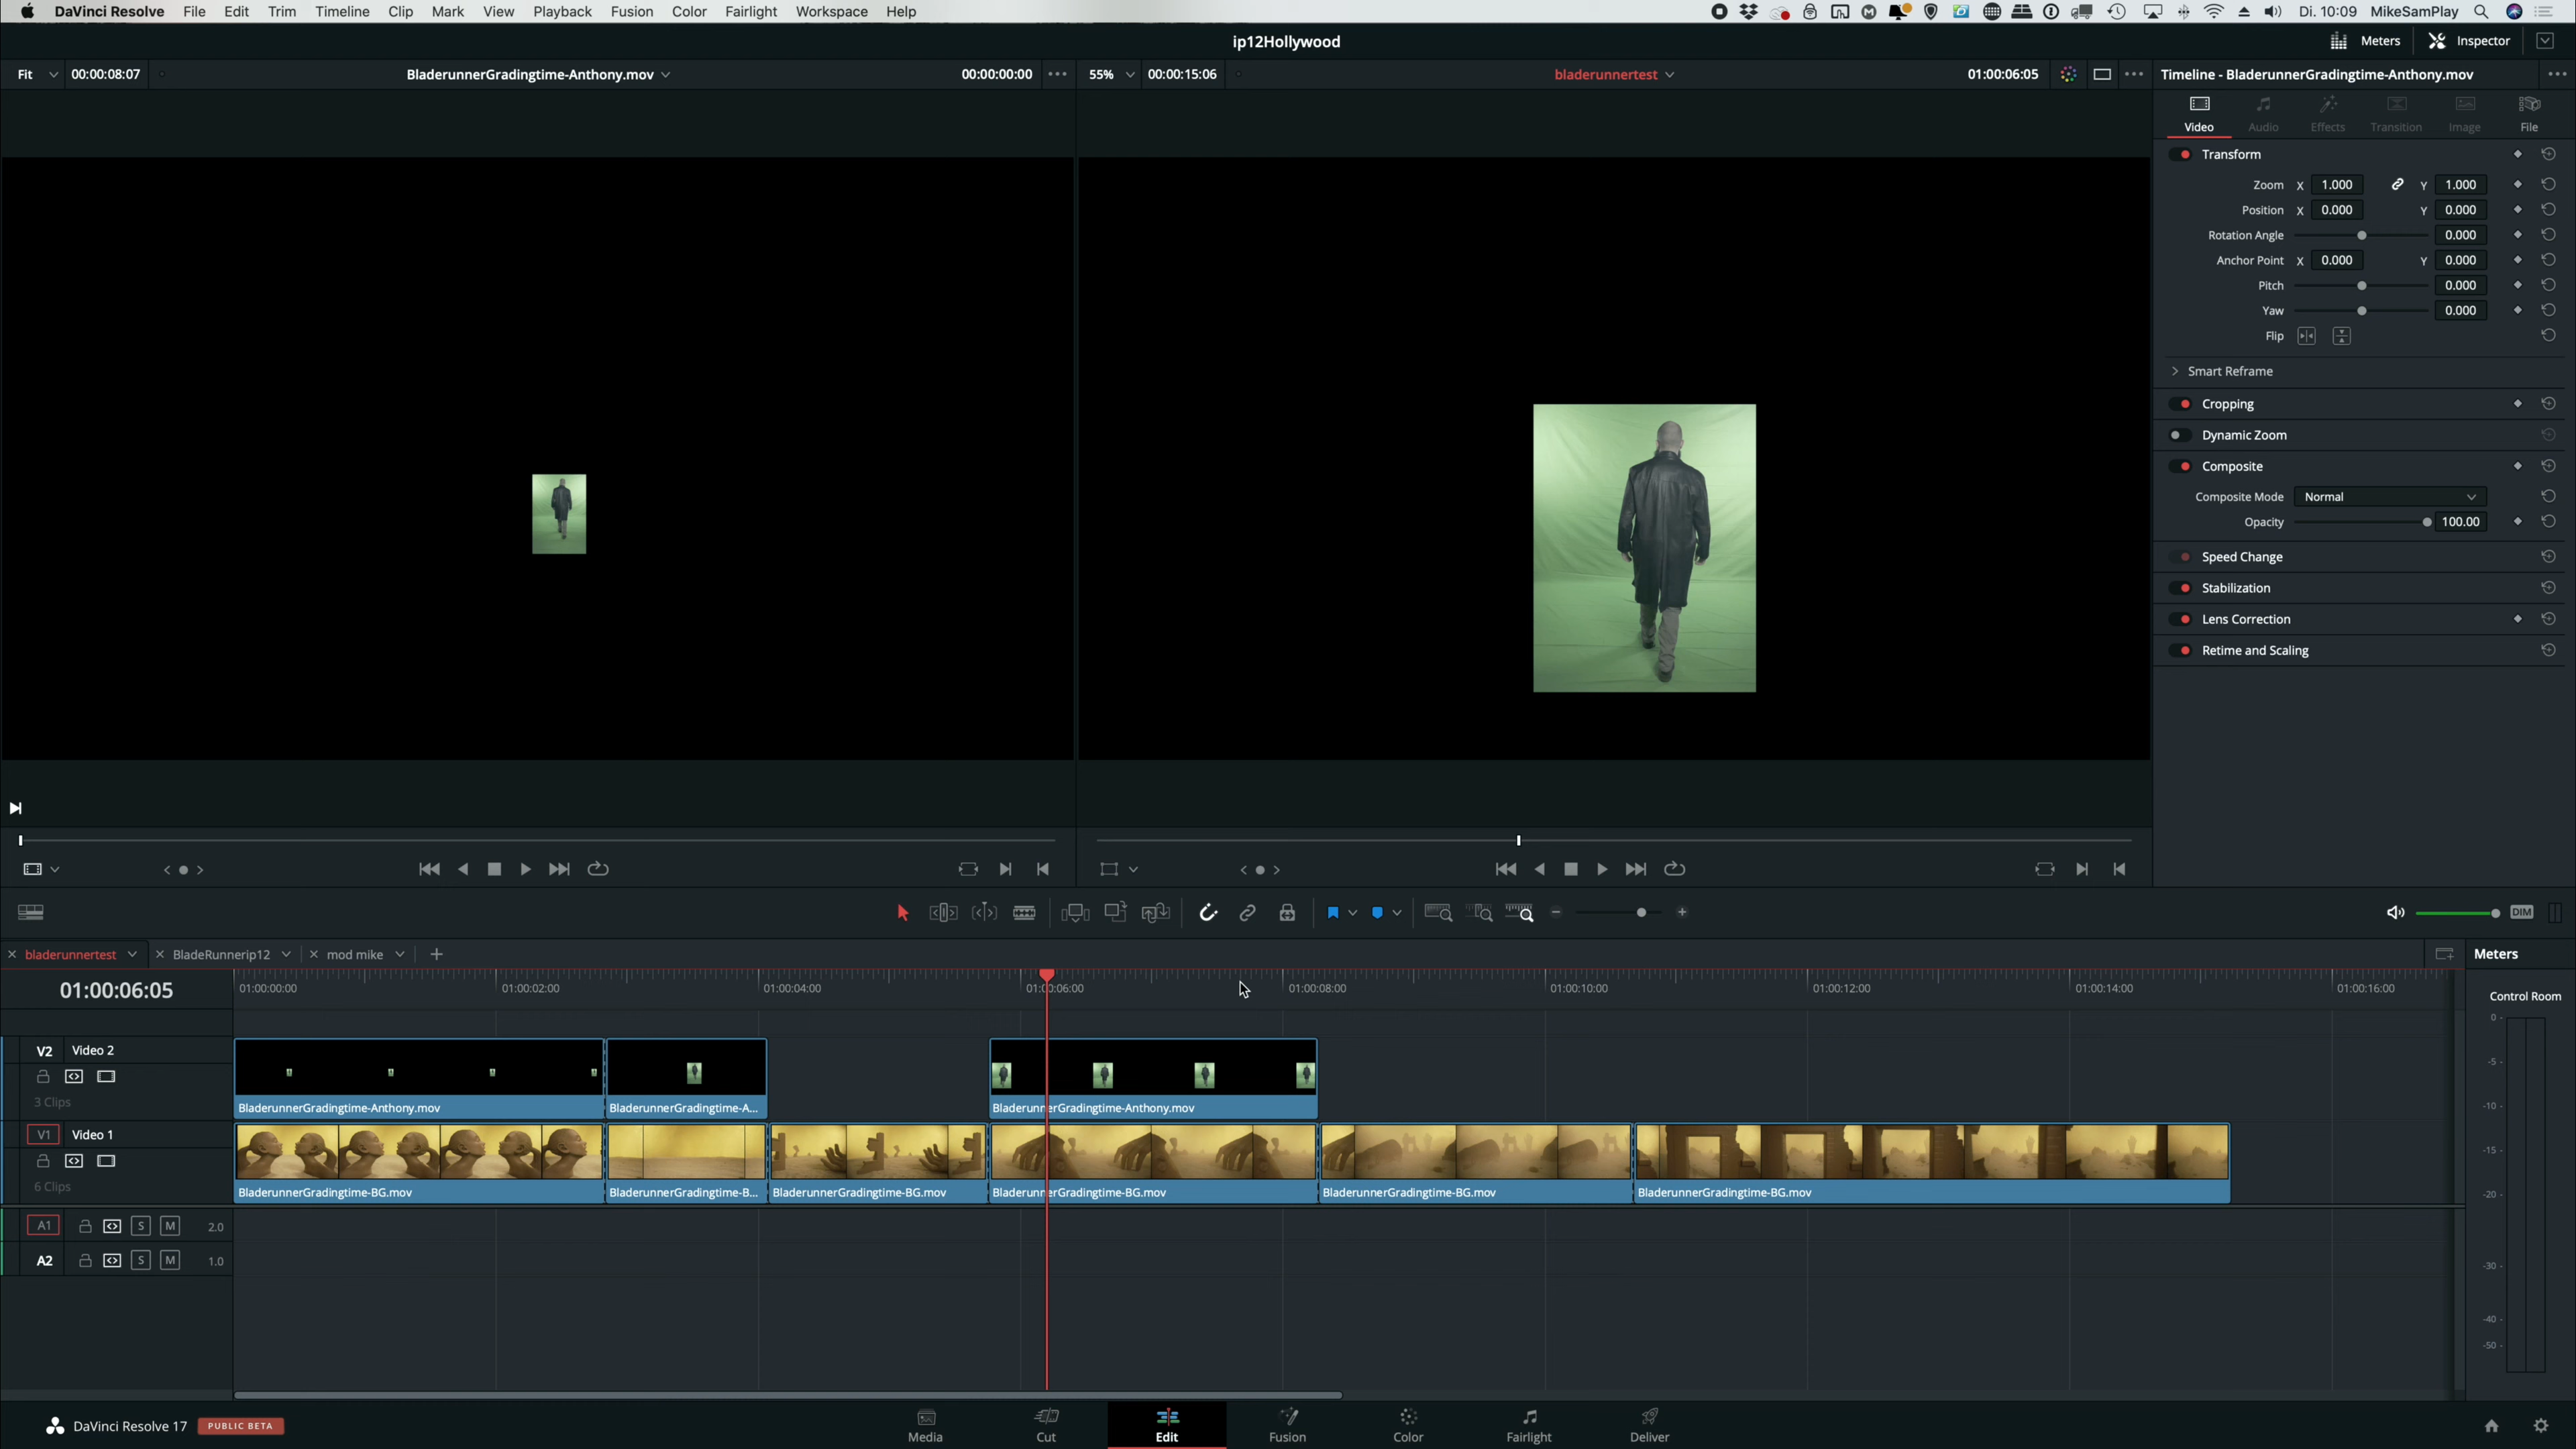 DaVinci Resolve File Edit Trim Timeline Clip Mark View Playback Fusion Color Fairlight Workspace Help Di. 10:09 MikeSamPlay
ip12Hollywood Meters Inspector
Fit 00:00:08:07 BladerunnerGradingtime-Anthony.mov 00:00:00:00 55% 00:00:15:06 bladerunnertest 01:00:06:05 Timeline - BladerunnerGradingtime-Anthony.mov
Video Audio Effects Transition Image File
Transform
Zoom X 1.000 Y 1.000
Position X 0.000 Y 0.000
Rotation Angle 0.000
Anchor Point X 0.000 Y 0.000
Pitch 0.000
Yaw 0.000
Flip
Smart Reframe
Cropping
Dynamic Zoom
Composite
Composite Mode Normal
Opacity 100.00
Speed Change
Stabilization
Lens Correction
Retime and Scaling
DIM
bladerunnertest BladeRunnerip12 mod mike Meters
01:00:06:05 01:00:00:00 01:00:02:00 01:00:04:00 01:00:06:00 01:00:08:00 01:00:10:00 01:00:12:00 01:00:14:00 01:00:16:00 Control Room
V2 Video 2
3 Clips
BladerunnerGradingtime-Anthony.mov BladerunnerGradingtime-A... BladerunnerGradingtime-Anthony.mov
V1 Video 1
6 Clips
BladerunnerGradingtime-BG.mov BladerunnerGradingtime-B... BladerunnerGradingtime-BG.mov BladerunnerGradingtime-BG.mov BladerunnerGradingtime-BG.mov BladerunnerGradingtime-BG.mov
A1 S M 2.0
A2 S M 1.0
0
-5
-10
-15
-20
-30
-40
-50
DaVinci Resolve 17 PUBLIC BETA
Media Cut Edit Fusion Color Fairlight Deliver